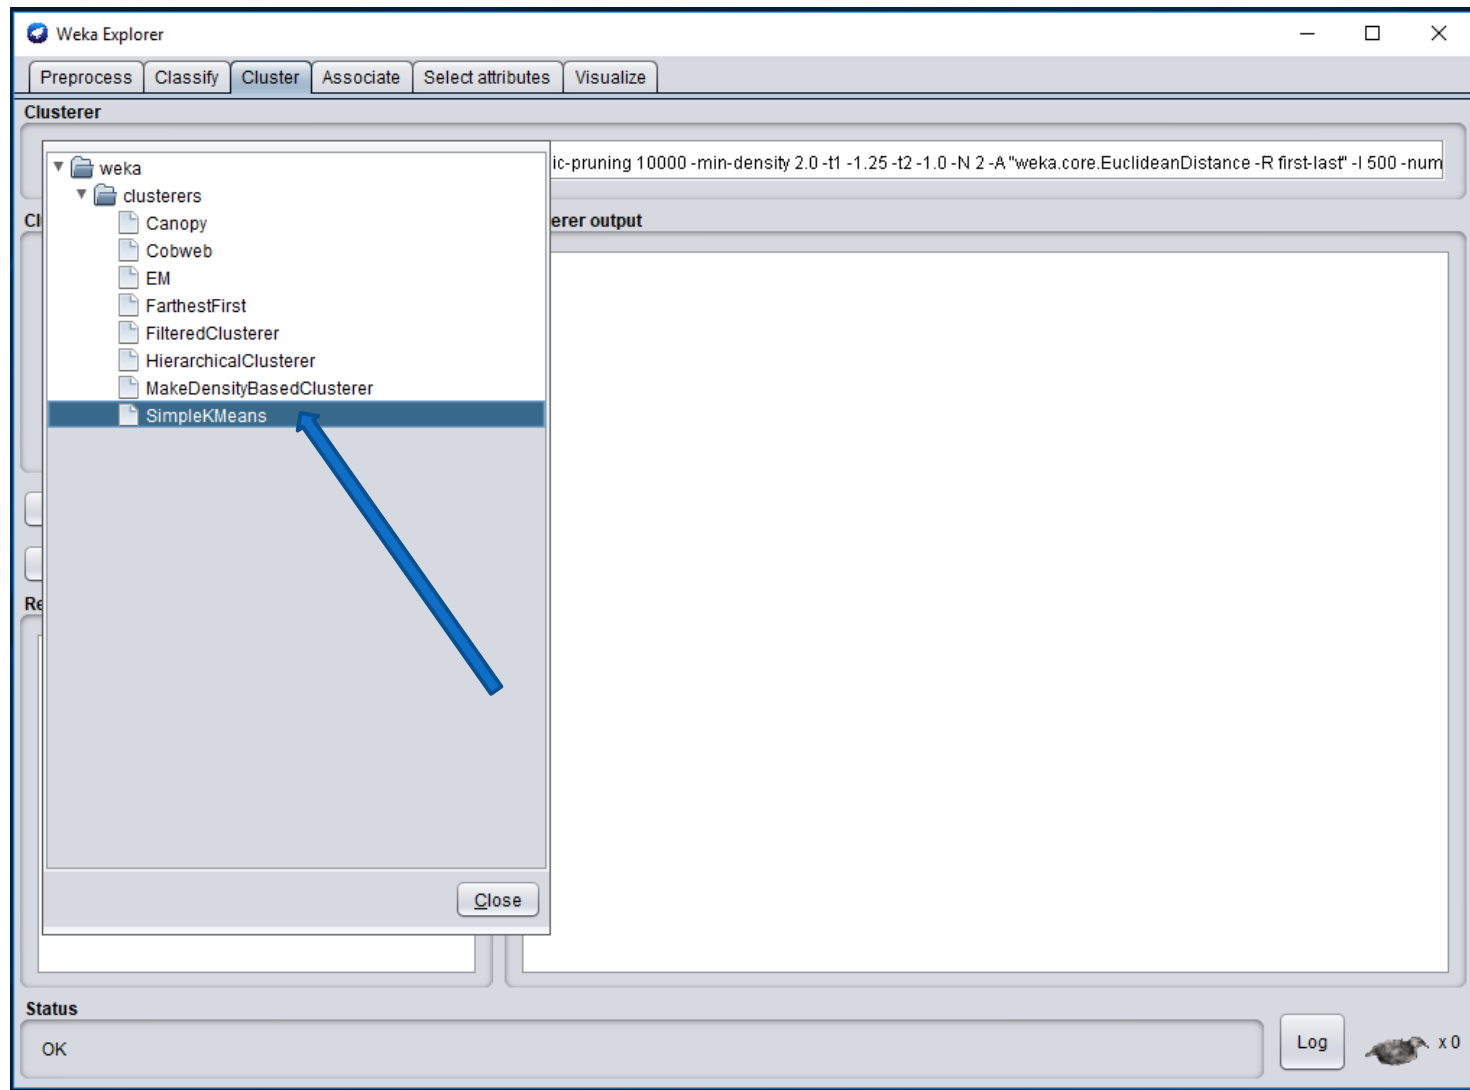 Weka Explorer
Preprocess Classify Cluster Associate Select attributes Visualize
Clusterer
ic-pruning 10000 -min-density 2.0 -t1 -1.25 -t2 -1.0 -N 2 -A "weka.core.EuclideanDistance -R first-last" -I 500 -num
weka
clusterers
Cl
erer output
Canopy
Cobweb
EM
FarthestFirst
FilteredClusterer
HierarchicalClusterer
MakeDensityBasedClusterer
SimpleKMeans
Re
Close
Status
OK
Log
x 0